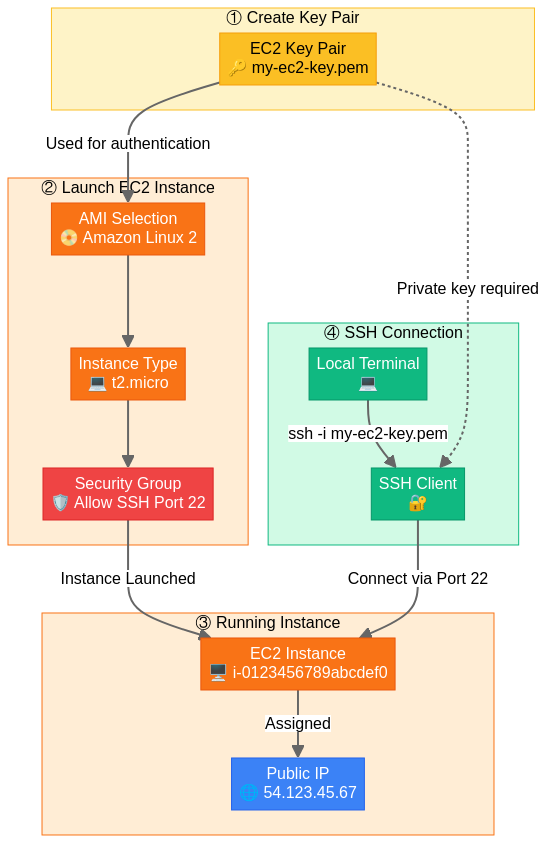 ① Create Key Pair
EC2 Key Pair
🔑 my-ec2-key.pem
Used for authentication
② Launch EC2 Instance
AMI Selection
📀 Amazon Linux 2
Private key required
④ SSH Connection
Instance Type
💻 t2.micro
Local Terminal
💻
ssh -i my-ec2-key.pem
Security Group
🛡️ Allow SSH Port 22
SSH Client
🔐
Instance Launched
Connect via Port 22
③ Running Instance
EC2 Instance
🖥️ i-0123456789abcdef0
Assigned
Public IP
🌐 54.123.45.67